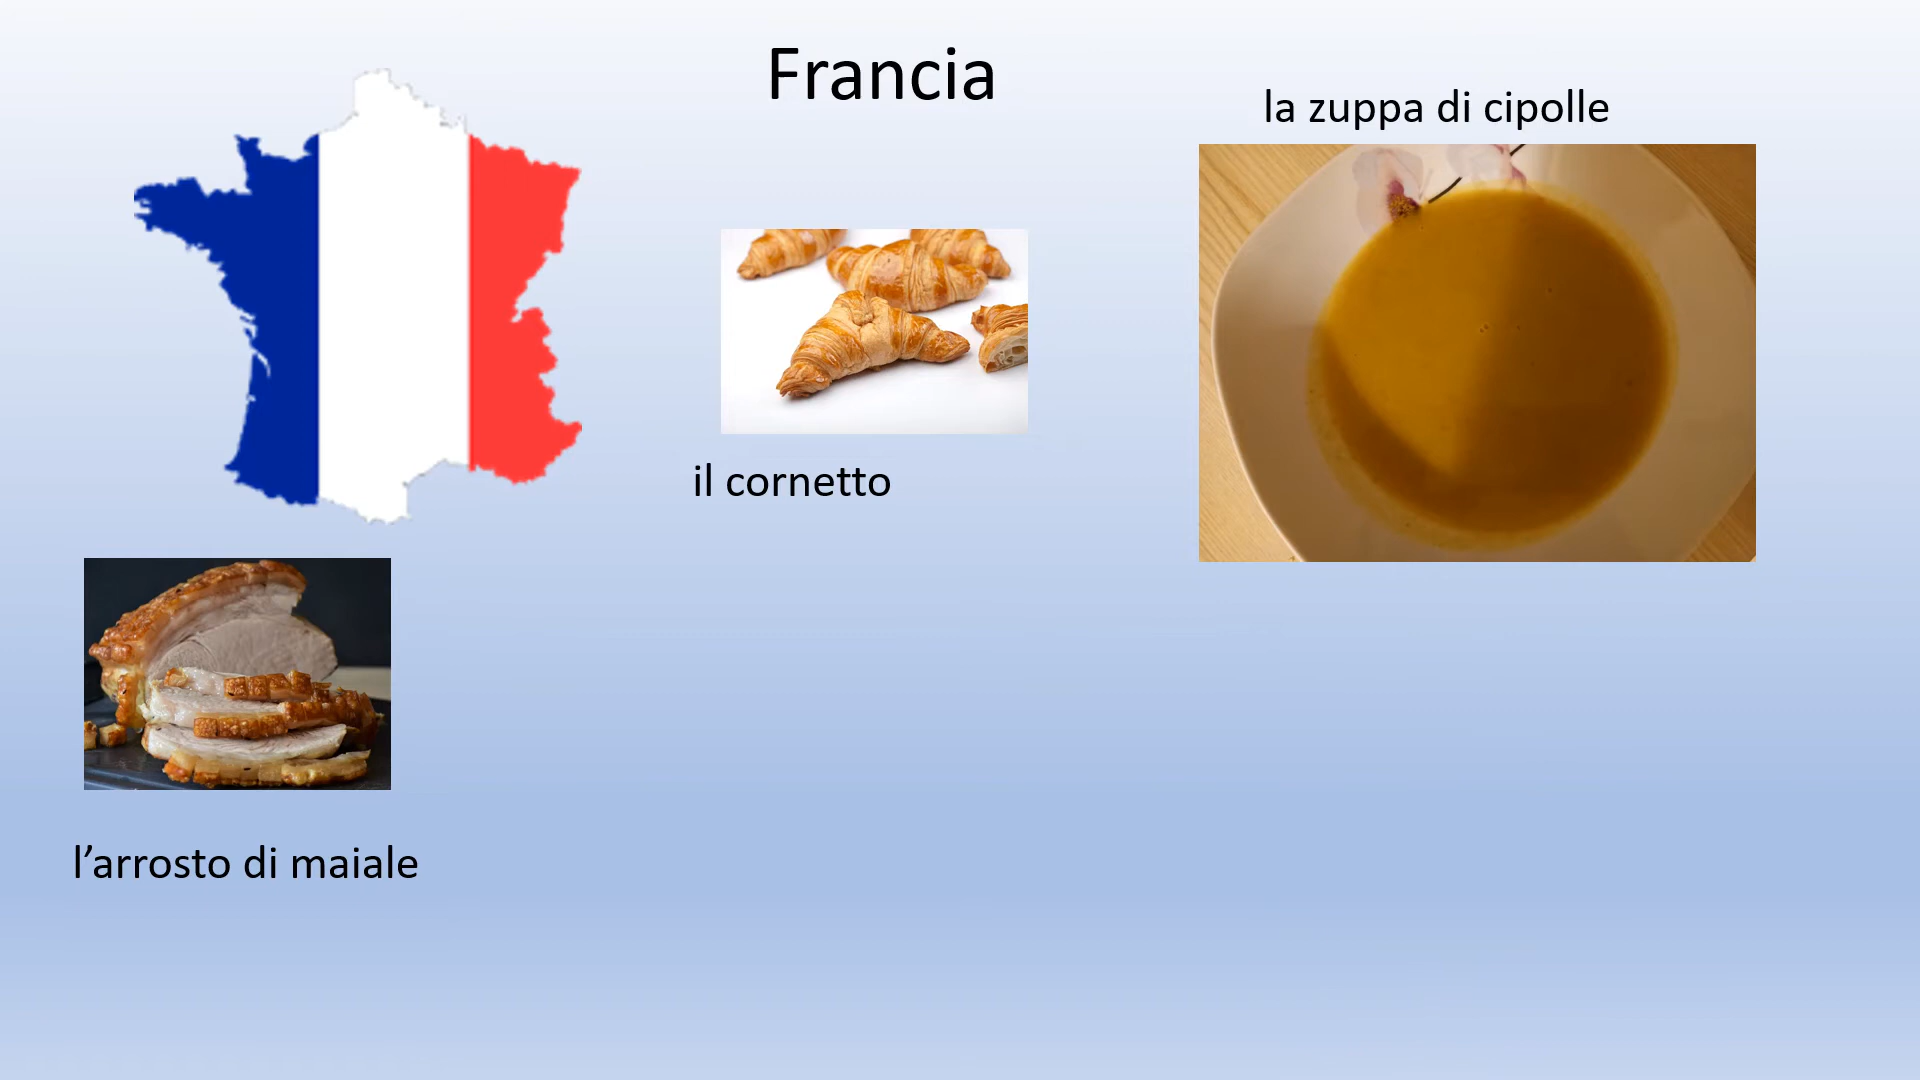 Francia
la zuppa di cipolle
il cornetto
l’arrosto di maiale